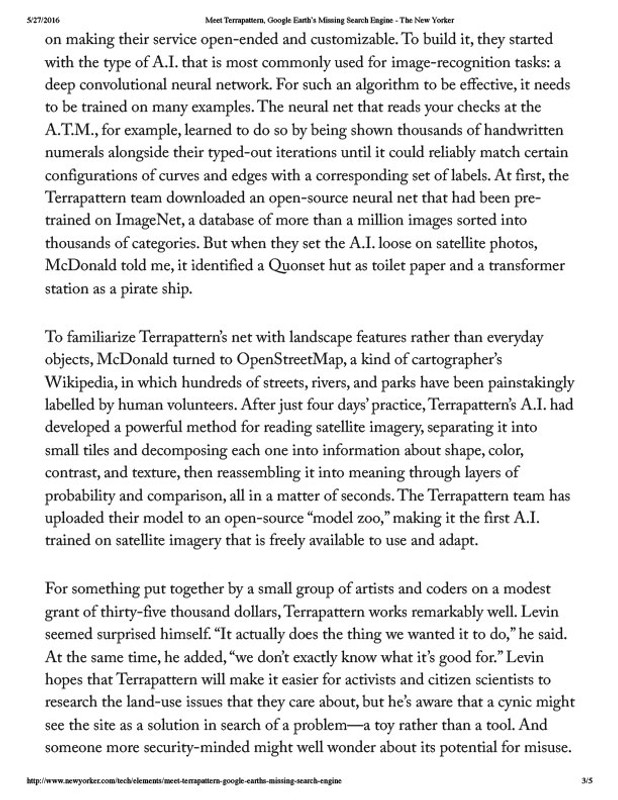 5/27/2016 Meet Terrapattern, Google Earth's Missing Search Engine - The New Yorker
on making their service open-ended and customizable. To build it, they started
with the type of A.I. that is most commonly used for image-recognition tasks: a
deep convolutional neural network. For such an algorithm to be effective, it needs
to be trained on many examples. The neural net that reads your checks at the
A.T.M., for example, learned to do so by being shown thousands of handwritten
numerals alongside their typed-out iterations until it could reliably match certain
configurations of curves and edges with a corresponding set of labels. At first, the
Terrapattern team downloaded an open-source neural net that had been pre-
trained on ImageNet, a database of more than a million images sorted into
thousands of categories. But when they set the A.I. loose on satellite photos,
McDonald told me, it identified a Quonset hut as toilet paper and a transformer
station as a pirate ship.
To familiarize Terrapattern’s net with landscape features rather than everyday
objects, McDonald turned to OpenStreetMap, a kind of cartographer’s
Wikipedia, in which hundreds of streets, rivers, and parks have been painstakingly
labelled by human volunteers. After just four days’ practice, Terrapattern’s A.I. had
developed a powerful method for reading satellite imagery, separating it into
small tiles and decomposing each one into information about shape, color,
contrast, and texture, then reassembling it into meaning through layers of
probability and comparison, all in a matter of seconds. The Terrapattern team has
uploaded their model to an open-source “model zoo,” making it the first A.I.
trained on satellite imagery that is freely available to use and adapt.
For something put together by a small group of artists and coders on a modest
grant of thirty-five thousand dollars, Terrapattern works remarkably well. Levin
seemed surprised himself. “It actually does the thing we wanted it to do,” he said.
At the same time, he added, “we don’t exactly know what it’s good for.” Levin
hopes that Terrapattern will make it easier for activists and citizen scientists to
research the land-use issues that they care about, but he’s aware that a cynic might
see the site as a solution in search of a problem—a toy rather than a tool. And
someone more security-minded might well wonder about its potential for misuse.
http://www.newyorker.com/tech/elements/meet-terrapattern-google-earths-missing-search-engine 3/5